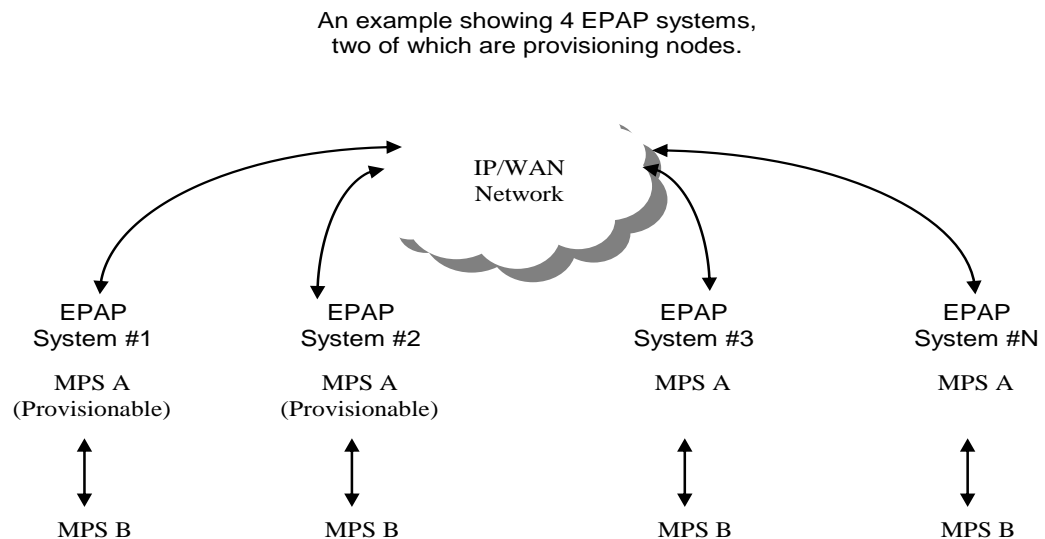 An example showing 4 EPAP systems,
two of which are provisioning nodes.
IP/WAN
Network
EPAP
System #1
MPS A
(Provisionable)
MPS B
EPAP
System #2
MPS A
(Provisionable)
MPS B
EPAP
System #3
MPS A
MPS B
EPAP
System #N
MPS A
MPS B